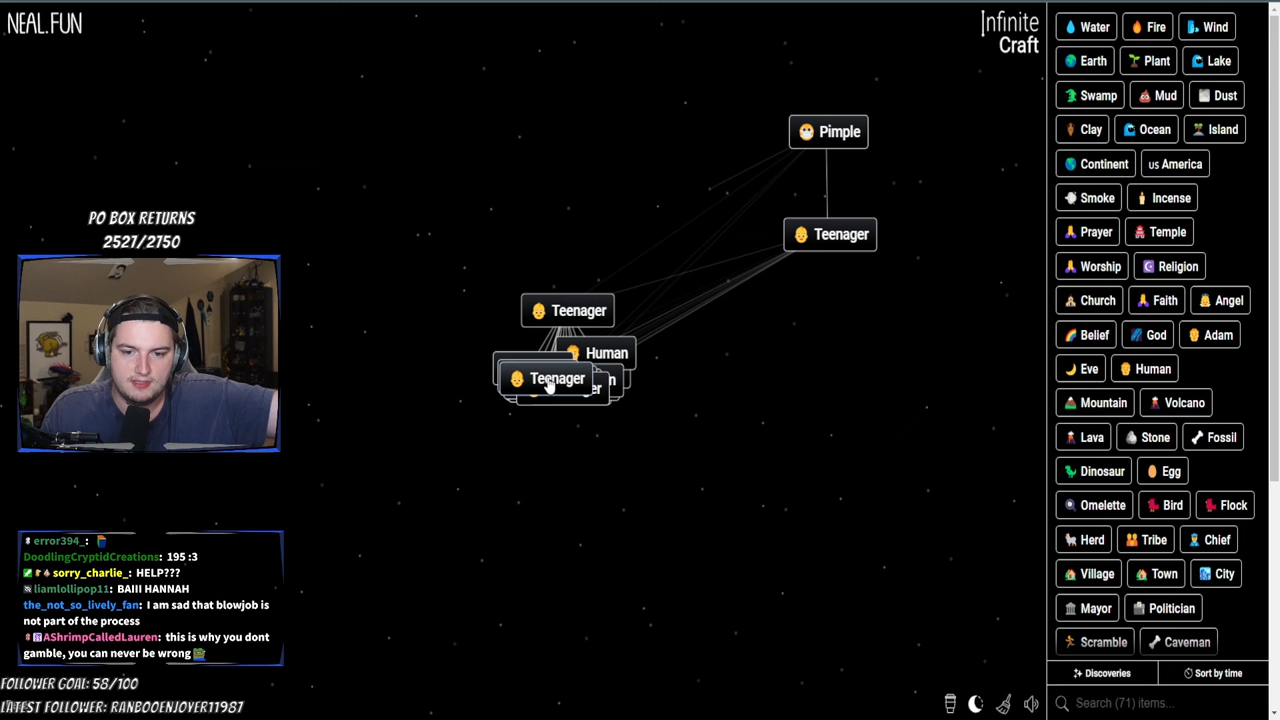 NEAL.FUN
Infinite
Craft
Pimple
Teenager
Teenager
Human
Teenager
PO BOX RETURNS
2527/2750
error394_:
DoodlingCryptidCreations: 195 :3
sorry_charlie_: HELP???
liamlollipop11: BAIII HANNAH
the_not_so_lively_fan: I am sad that blowjob is
not part of the process
AShrimpCalledLauren: this is why you dont
gamble, you can never be wrong
FOLLOWER GOAL: 58/100
LATEST FOLLOWER: RANBOOENJOYER11987
Water Fire Wind
Earth Plant Lake
Swamp Mud Dust
Clay Ocean Island
Continent US America
Smoke Incense
Prayer Temple
Worship Religion
Church Faith Angel
Belief God Adam
Eve Human
Mountain Volcano
Lava Stone Fossil
Dinosaur Egg
Omelette Bird Flock
Herd Tribe Chief
Village Town City
Mayor Politician
Scramble Caveman
Discoveries Sort by time
Search (71) items...